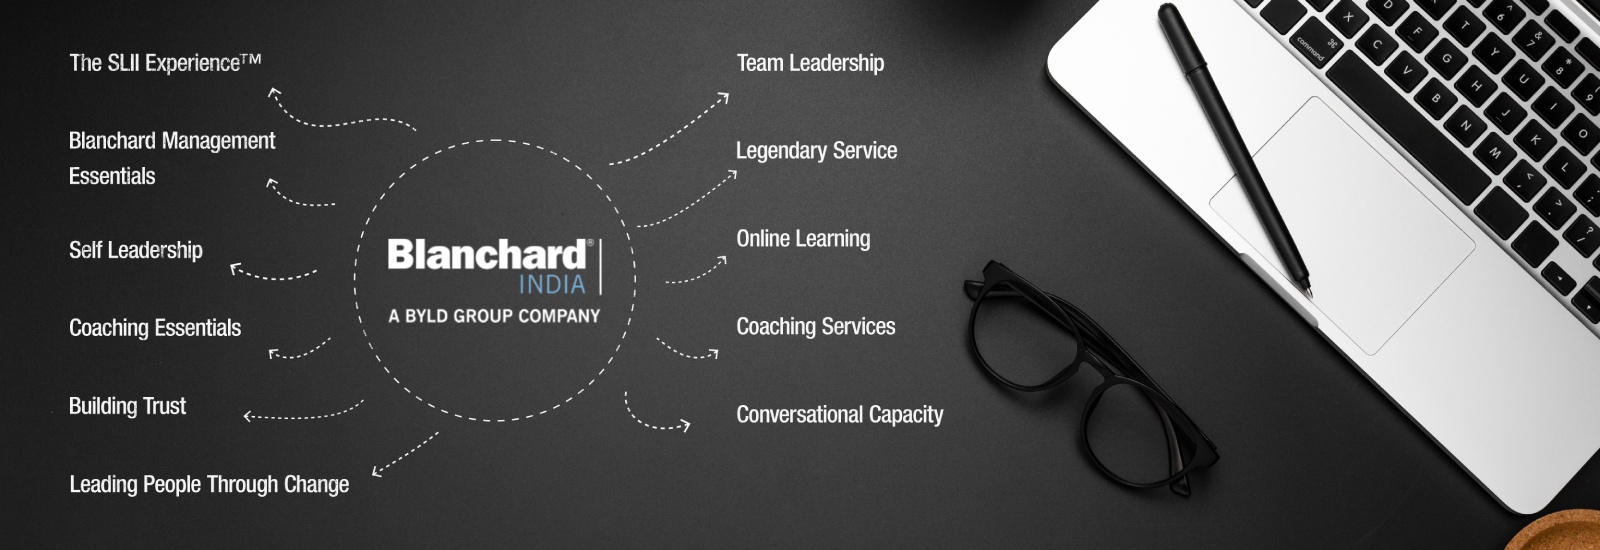 The SLII Experience™
Blanchard Management
Essentials
Self Leadership
Coaching Essentials
Building Trust
Leading People Through Change
Blanchard®
INDIA
A BYLD GROUP COMPANY
Team Leadership
Legendary Service
Online Learning
Coaching Services
Conversational Capacity